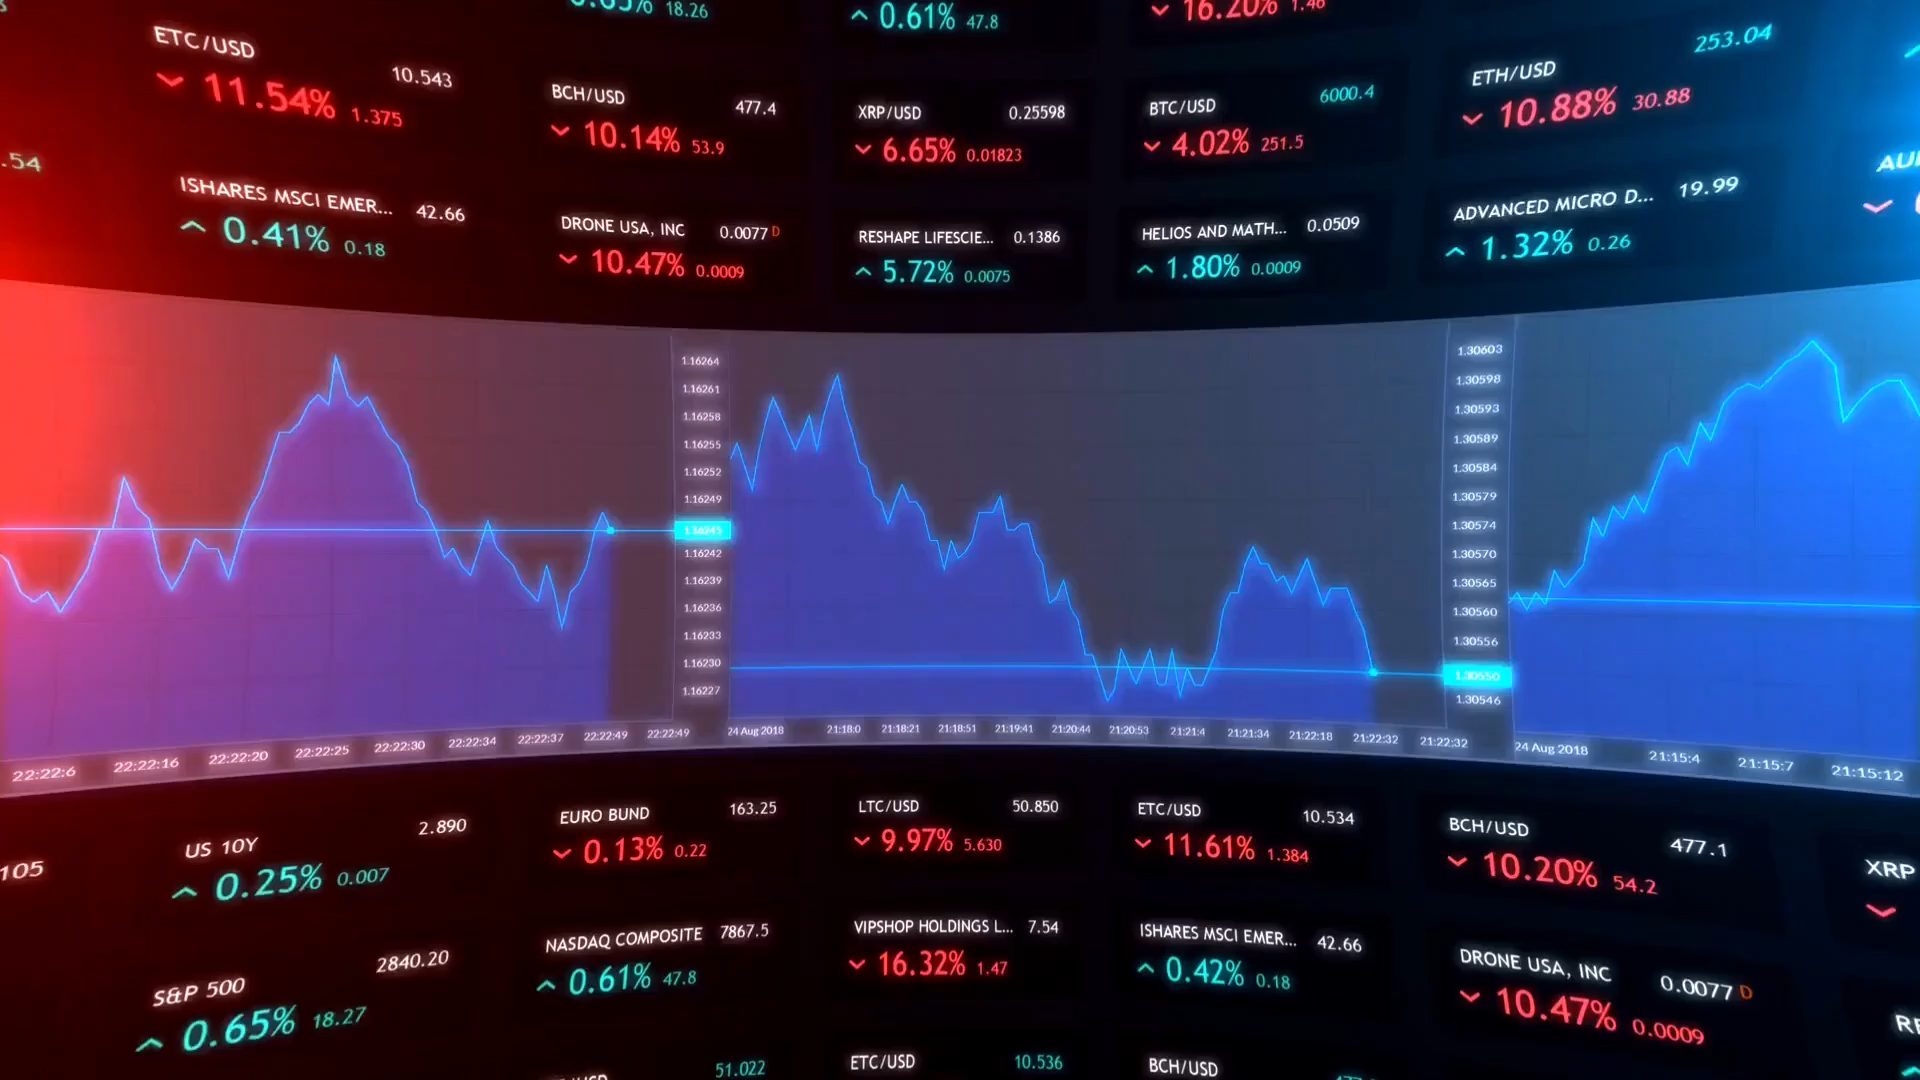 18.26
0.61% 47.8
16.20% 1.46
ETC/USD 10.543
11.54% 1.375
BCH/USD 477.4
10.14% 53.9
XRP/USD 0.25598
6.65% 0.01823
BTC/USD 6000.4
4.02% 251.5
ETH/USD 253.04
10.88% 30.88
.54
ISHARES MSCI EMER... 42.66
0.41% 0.18
DRONE USA, INC 0.0077 D
10.47% 0.0009
RESHAPE LIFESCIE... 0.1386
5.72% 0.0075
HELIOS AND MATH... 0.0509
1.80% 0.0009
ADVANCED MICRO D... 19.99
1.32% 0.26
1.16264
1.16261
1.16258
1.16255
1.16252
1.16249
1.16245
1.16242
1.16239
1.16236
1.16233
1.16230
1.16227
1.30603
1.30598
1.30593
1.30589
1.30584
1.30579
1.30574
1.30570
1.30565
1.30560
1.30556
1.30550
1.30546
22:22:6 22:22:16 22:22:20 22:22:25 22:22:30 22:22:34 22:22:37 22:22:49 22:22:49
24 Aug 2018 21:18:0 21:18:21 21:18:51 21:19:41 21:20:44 21:20:53 21:21:4 21:21:34 21:22:18 21:22:32 21:22:32
24 Aug 2018 21:15:4 21:15:7 21:15:12
105
US 10Y 2.890
0.25% 0.007
EURO BUND 163.25
0.13% 0.22
LTC/USD 50.850
9.97% 5.630
ETC/USD 10.534
11.61% 1.384
BCH/USD 477.1
10.20% 54.2
XRP
S&P 500 2840.20
0.65% 18.27
NASDAQ COMPOSITE 7867.5
0.61% 47.8
VIPSHOP HOLDINGS L... 7.54
16.32% 1.47
ISHARES MSCI EMER... 42.66
0.42% 0.18
DRONE USA, INC 0.0077 D
10.47% 0.0009
51.022
ETC/USD 10.536
BCH/USD